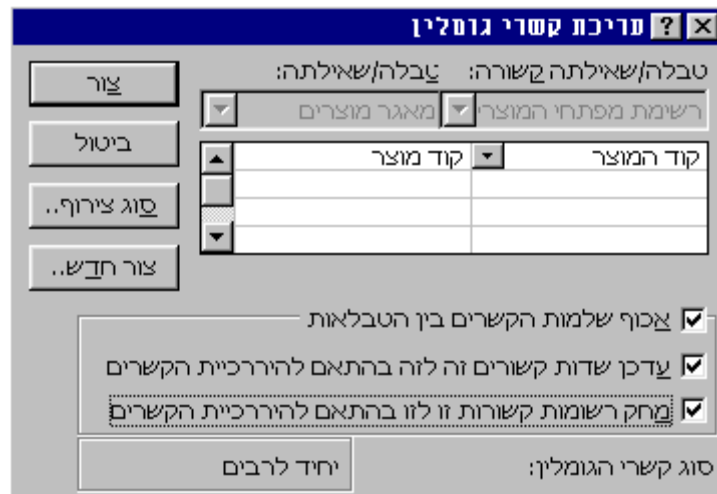 עריכת קשרי גומלין
טבלה/שאילתה קשורה: טבלה/שאילתה:
רשימת מפתחי המוצרי מאגר מוצרים
קוד המוצר קוד מוצר
צור
ביטול
סוג צירוף..
צור חדש..
אכוף שלמות הקשרים בין הטבלאות
עדכן שדות קשורים זה לזה בהתאם להיררכיית הקשרים
מחק רשומות קשורות זו לזו בהתאם להיררכיית הקשרים
סוג קשרי הגומלין: יחיד לרבים